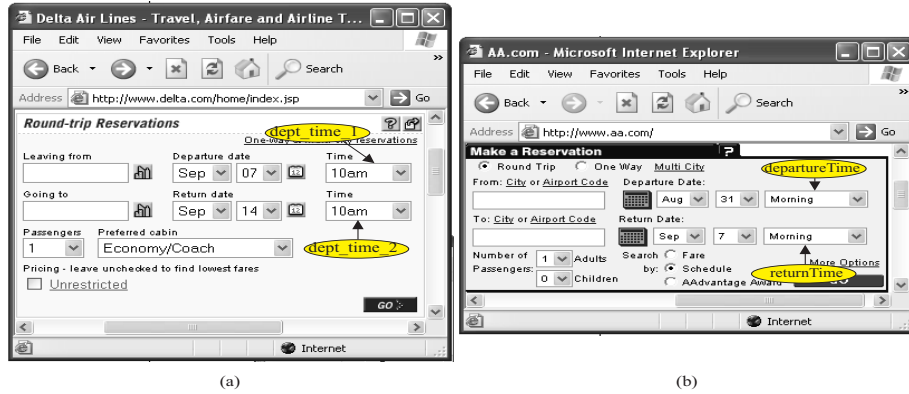 Delta Air Lines - Travel, Airfare and Airline T...
File Edit View Favorites Tools Help
Back Search
Address http://www.delta.com/home/index.jsp Go
Round-trip Reservations
reservations
dept_time_1
Leaving from Departure date Time
Sep 07 10am
Going to Return date Time
Sep 14 10am
dept_time_2
Passengers Preferred cabin
1 Economy/Coach
Pricing - leave unchecked to find lowest fares
Unrestricted
GO
Internet
(a)
AA.com - Microsoft Internet Explorer
File Edit View Favorites Tools Help
Back Search
Address http://www.aa.com/ Go
Make a Reservation ?
Round Trip One Way Multi City
departureTime
From: City or Airport Code Departure Date:
Aug 31 Morning
To: City or Airport Code Return Date:
Sep 7 Morning
Number of Passengers: 1 Adults
0 Children
Search by: Fare
Schedule
AAdvantage Award
More Options
returnTime
Internet
(b)